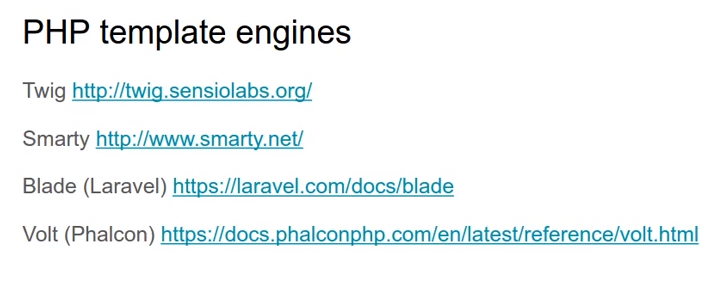 PHP template engines
Twig http://twig.sensiolabs.org/
Smarty http://www.smarty.net/
Blade (Laravel) https://laravel.com/docs/blade
Volt (Phalcon) https://docs.phalconphp.com/en/latest/reference/volt.html